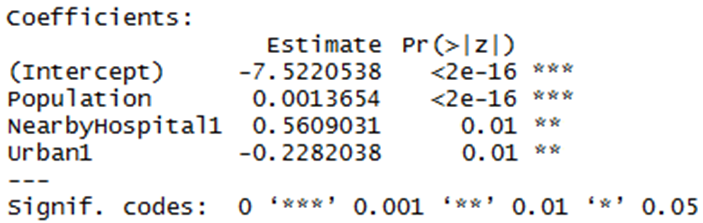 Coefficients:
Estimate Pr(>|z|)
(Intercept) -7.5220538 <2e-16 ***
Population 0.0013654 <2e-16 ***
NearbyHospital1 0.5609031 0.01 **
Urban1 -0.2282038 0.01 **
---
Signif. codes: 0 ‘***’ 0.001 ‘**’ 0.01 ‘*’ 0.05